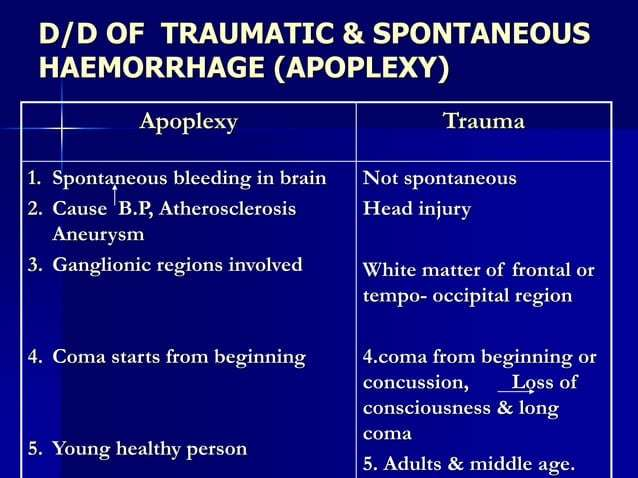 D/D OF TRAUMATIC & SPONTANEOUS
HAEMORRHAGE (APOPLEXY)
Apoplexy
Trauma
1. Spontaneous bleeding in brain
2. Cause ↑ B.P, Atherosclerosis
Aneurysm
3. Ganglionic regions involved
4. Coma starts from beginning
5. Young healthy person
Not spontaneous
Head injury
White matter of frontal or
tempo- occipital region
4.coma from beginning or
concussion, → Loss of
consciousness & long
coma
5. Adults & middle age.